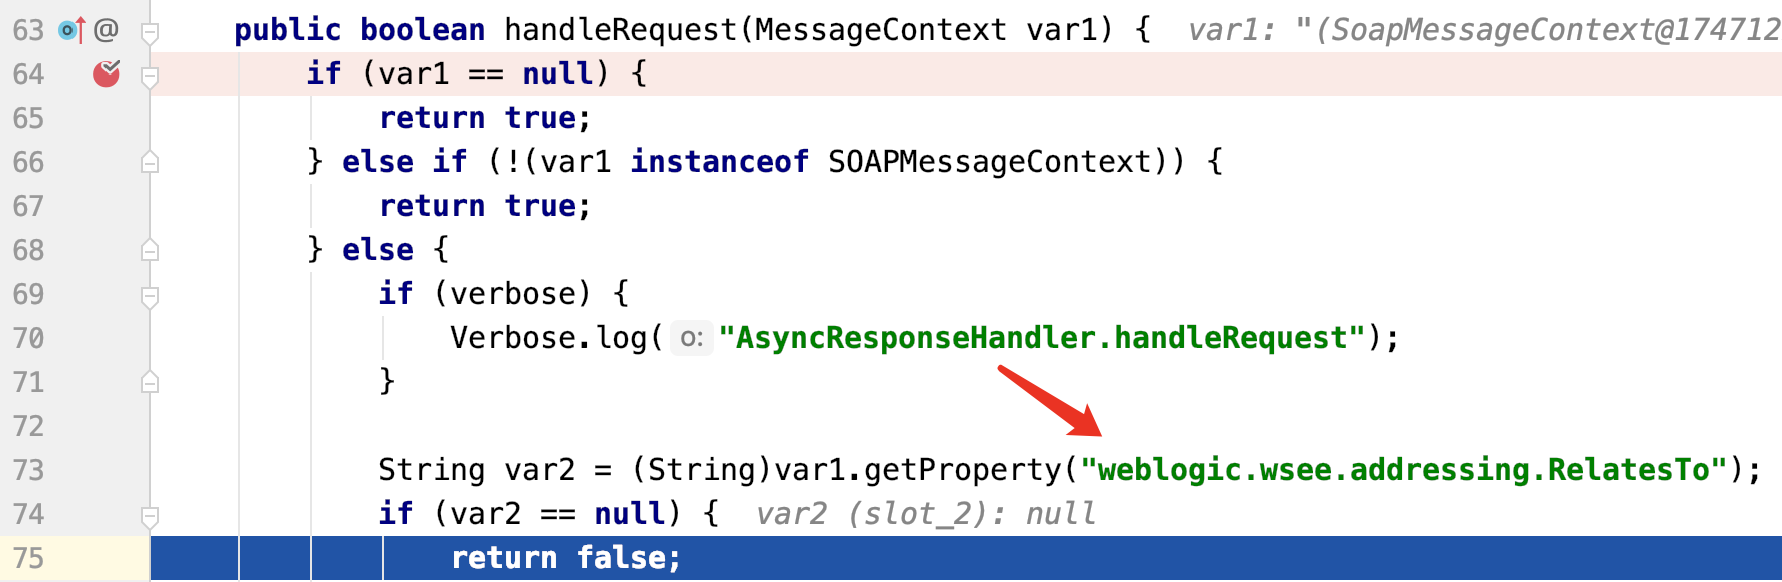 63 @ public boolean handleRequest(MessageContext var1) { var1: "(SoapMessageContext@174712
64 if (var1 == null) {
65 return true;
66 } else if (!(var1 instanceof SOAPMessageContext)) {
67 return true;
68 } else {
69 if (verbose) {
70 Verbose.log( o: "AsyncResponseHandler.handleRequest");
71 }
72
73 String var2 = (String)var1.getProperty("weblogic.wsee.addressing.RelatesTo");
74 if (var2 == null) { var2 (slot_2): null
75 return false;